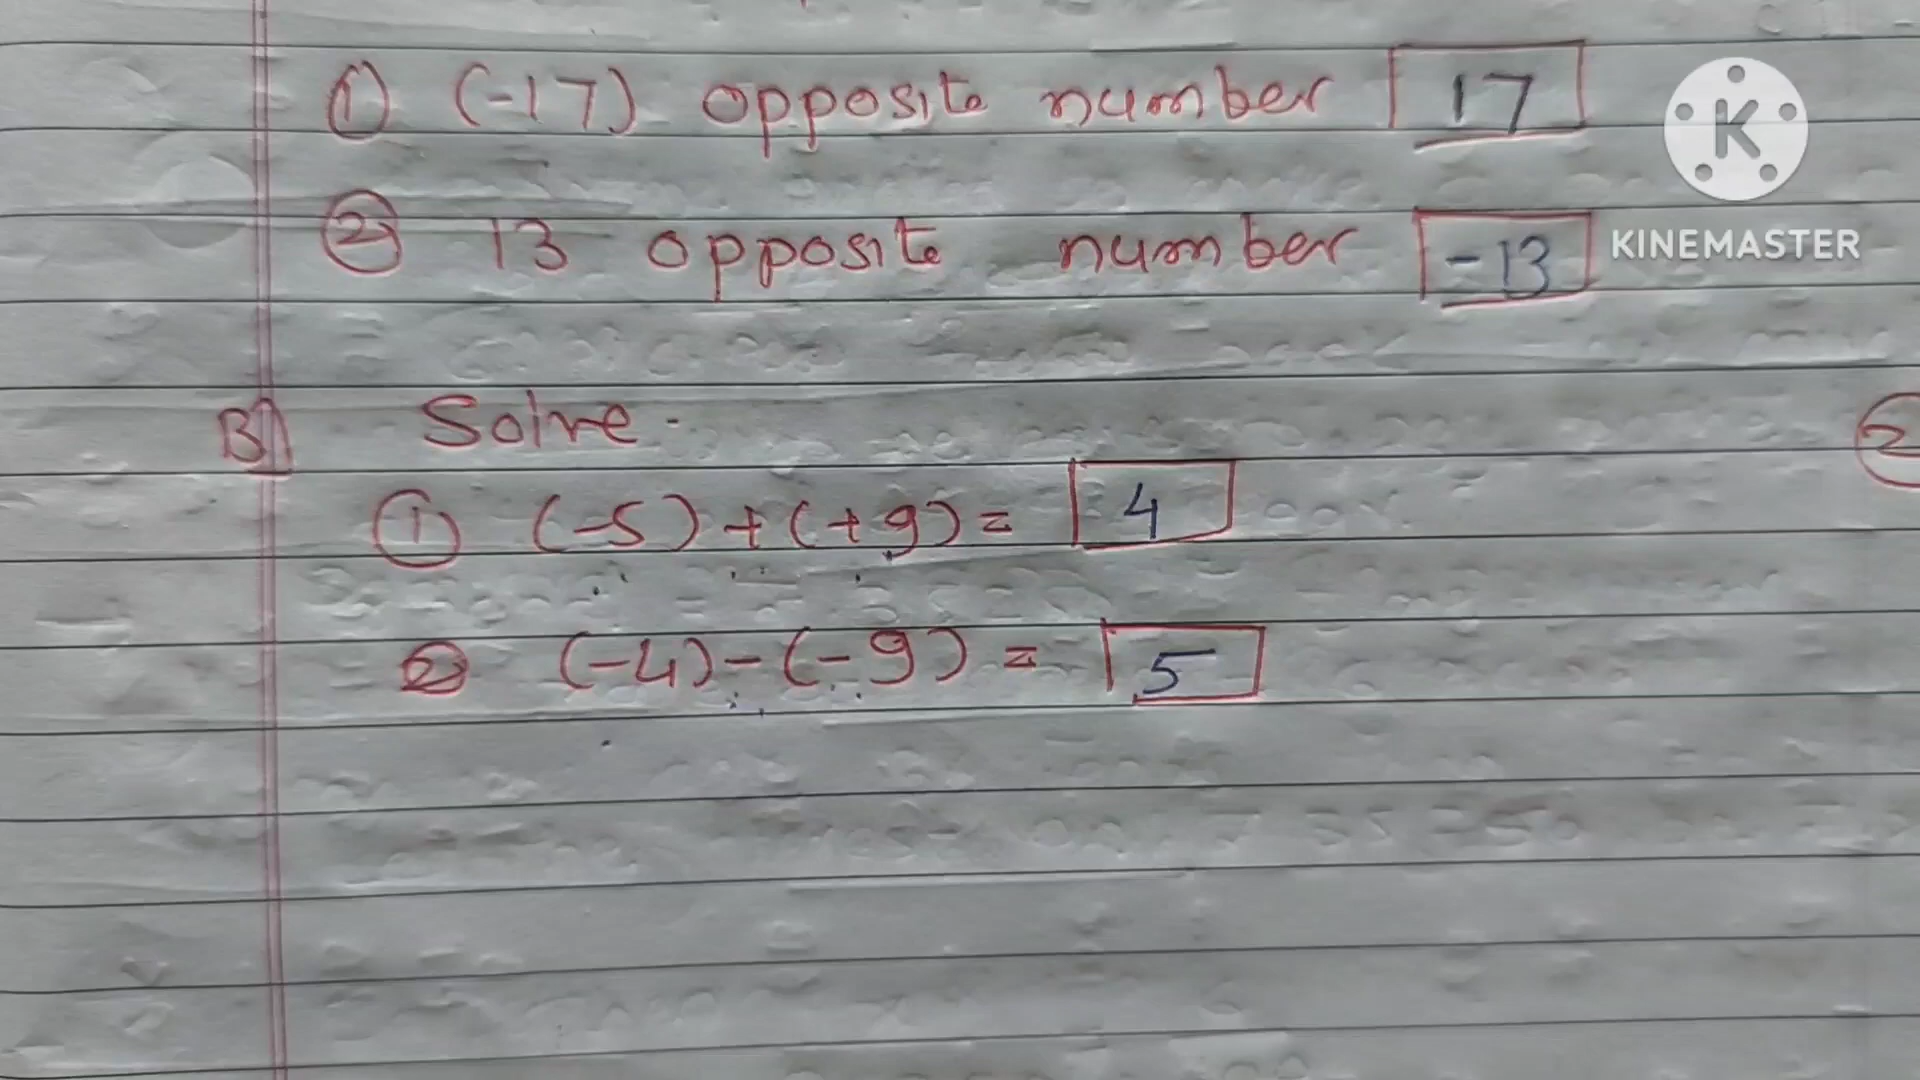 ① (-17) opposite number 17
② 13 opposite number -13
KINEMASTER
B) Solve.
① (-5)+(+9)= 4
② (-4)-(-9) = 5
②